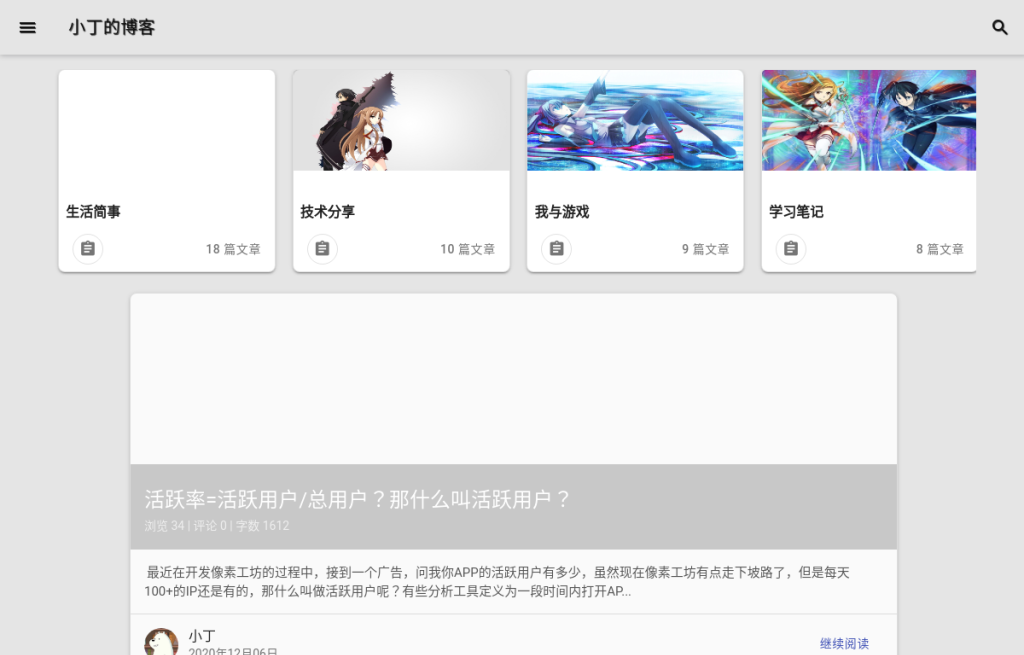 小丁的博客
生活简事
18 篇文章
技术分享
10 篇文章
我与游戏
9 篇文章
学习笔记
8 篇文章
活跃率=活跃用户/总用户？那什么叫活跃用户？
浏览 34 | 评论 0 | 字数 1612
最近在开发像素工坊的过程中，接到一个广告，问我你APP的活跃用户有多少，虽然现在像素工坊有点走下坡路了，但是每天
100+的IP还是有的，那什么叫做活跃用户呢？有些分析工具定义为一段时间内打开AP...
小丁
2020年12月06日
继续阅读